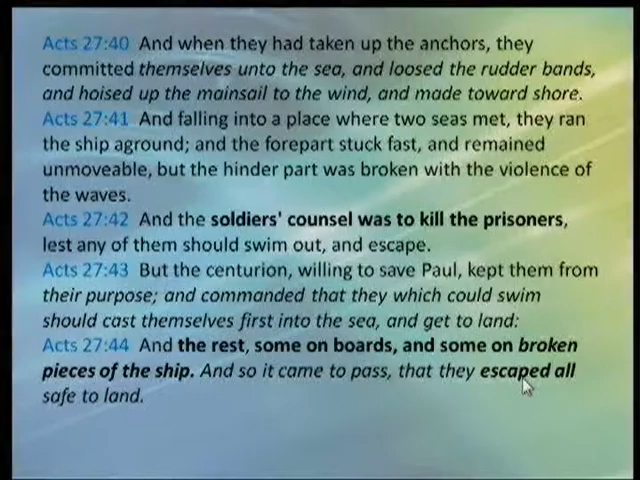 Acts 27:40 And when they had taken up the anchors, they
committed themselves unto the sea, and loosed the rudder bands,
and hoised up the mainsail to the wind, and made toward shore.
Acts 27:41 And falling into a place where two seas met, they ran
the ship aground; and the forepart stuck fast, and remained
unmoveable, but the hinder part was broken with the violence of
the waves.
Acts 27:42 And the soldiers' counsel was to kill the prisoners,
lest any of them should swim out, and escape.
Acts 27:43 But the centurion, willing to save Paul, kept them from
their purpose; and commanded that they which could swim
should cast themselves first into the sea, and get to land:
Acts 27:44 And the rest, some on boards, and some on broken
pieces of the ship. And so it came to pass, that they escaped all
safe to land.